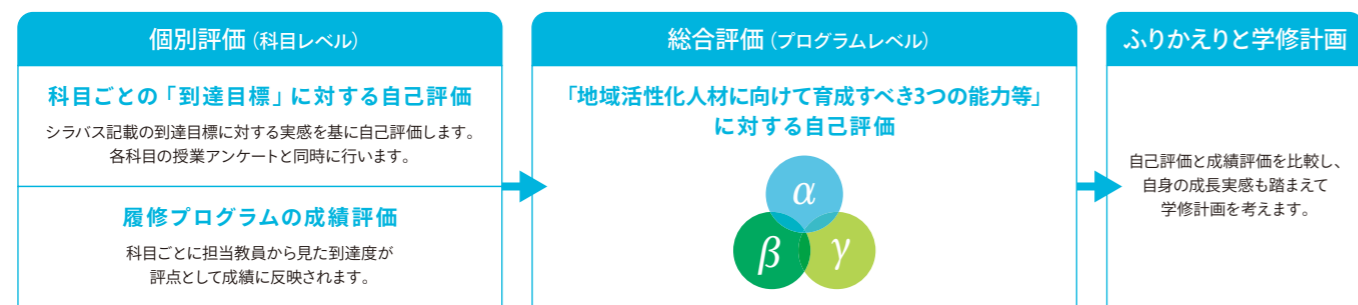 個別評価（科目レベル）
科目ごとの「到達目標」に対する自己評価
シラバス記載の到達目標に対する実感を基に自己評価します。
各科目の授業アンケートと同時に行います。
履修プログラムの成績評価
科目ごとに担当教員から見た到達度が
評点として成績に反映されます。
総合評価（プログラムレベル）
「地域活性化人材に向けて育成すべき3つの能力等」
に対する自己評価
α
β
γ
ふりかえりと学修計画
自己評価と成績評価を比較し、
自身の成長実感も踏まえて
学修計画を考えます。